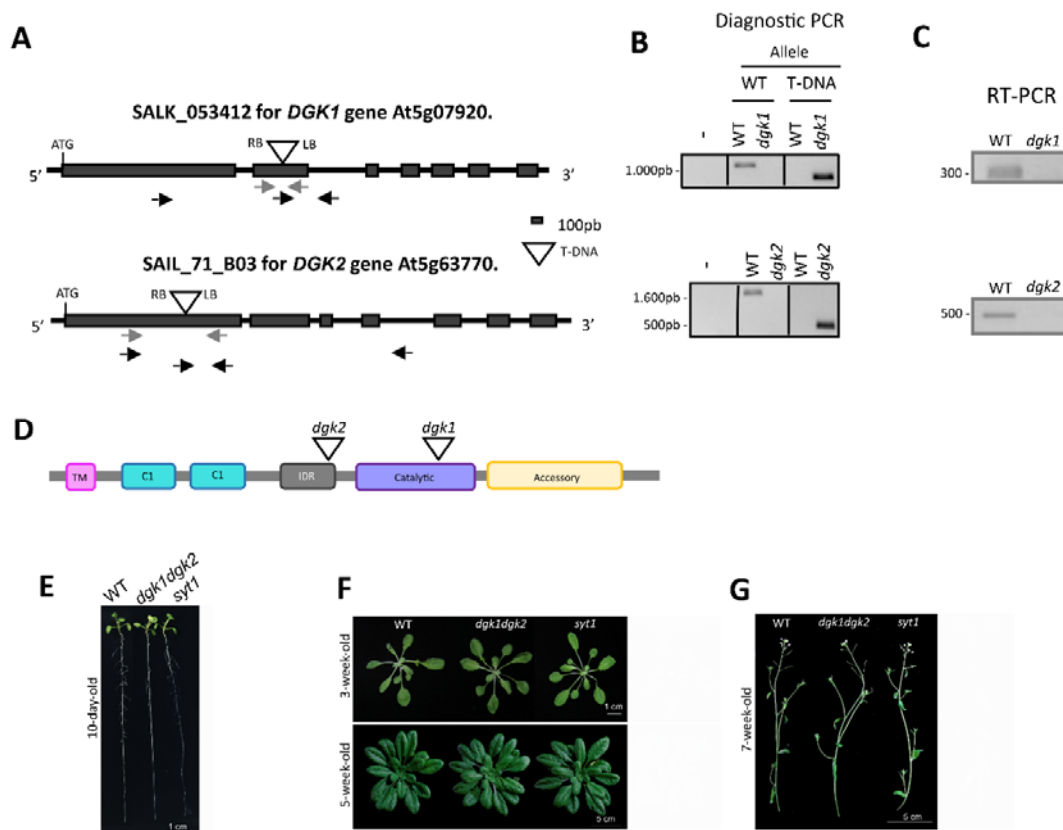 A
SALK_053412 for DGK1 gene At5g07920.
ATG
RB
LB
5’
3’
100pb
T-DNA
SAIL_71_B03 for DGK2 gene At5g63770.
ATG
RB
LB
5’
3’
B
Diagnostic PCR
Allele
WT
T-DNA
-
WT
dgk1
WT
dgk1
1.000pb -
-
WT
dgk2
WT
dgk2
1.600pb -
500pb -
C
RT-PCR
WT dgk1
300 -
WT dgk2
500 -
D
dgk2
dgk1
TM
C1
C1
IDR
Catalytic
Accessory
E
WT
dgk1dgk2
syt1
10-day-old
1 cm
F
WT
dgk1dgk2
syt1
3-week-old
1 cm
5-week-old
5 cm
G
WT
dgk1dgk2
syt1
7-week-old
5 cm